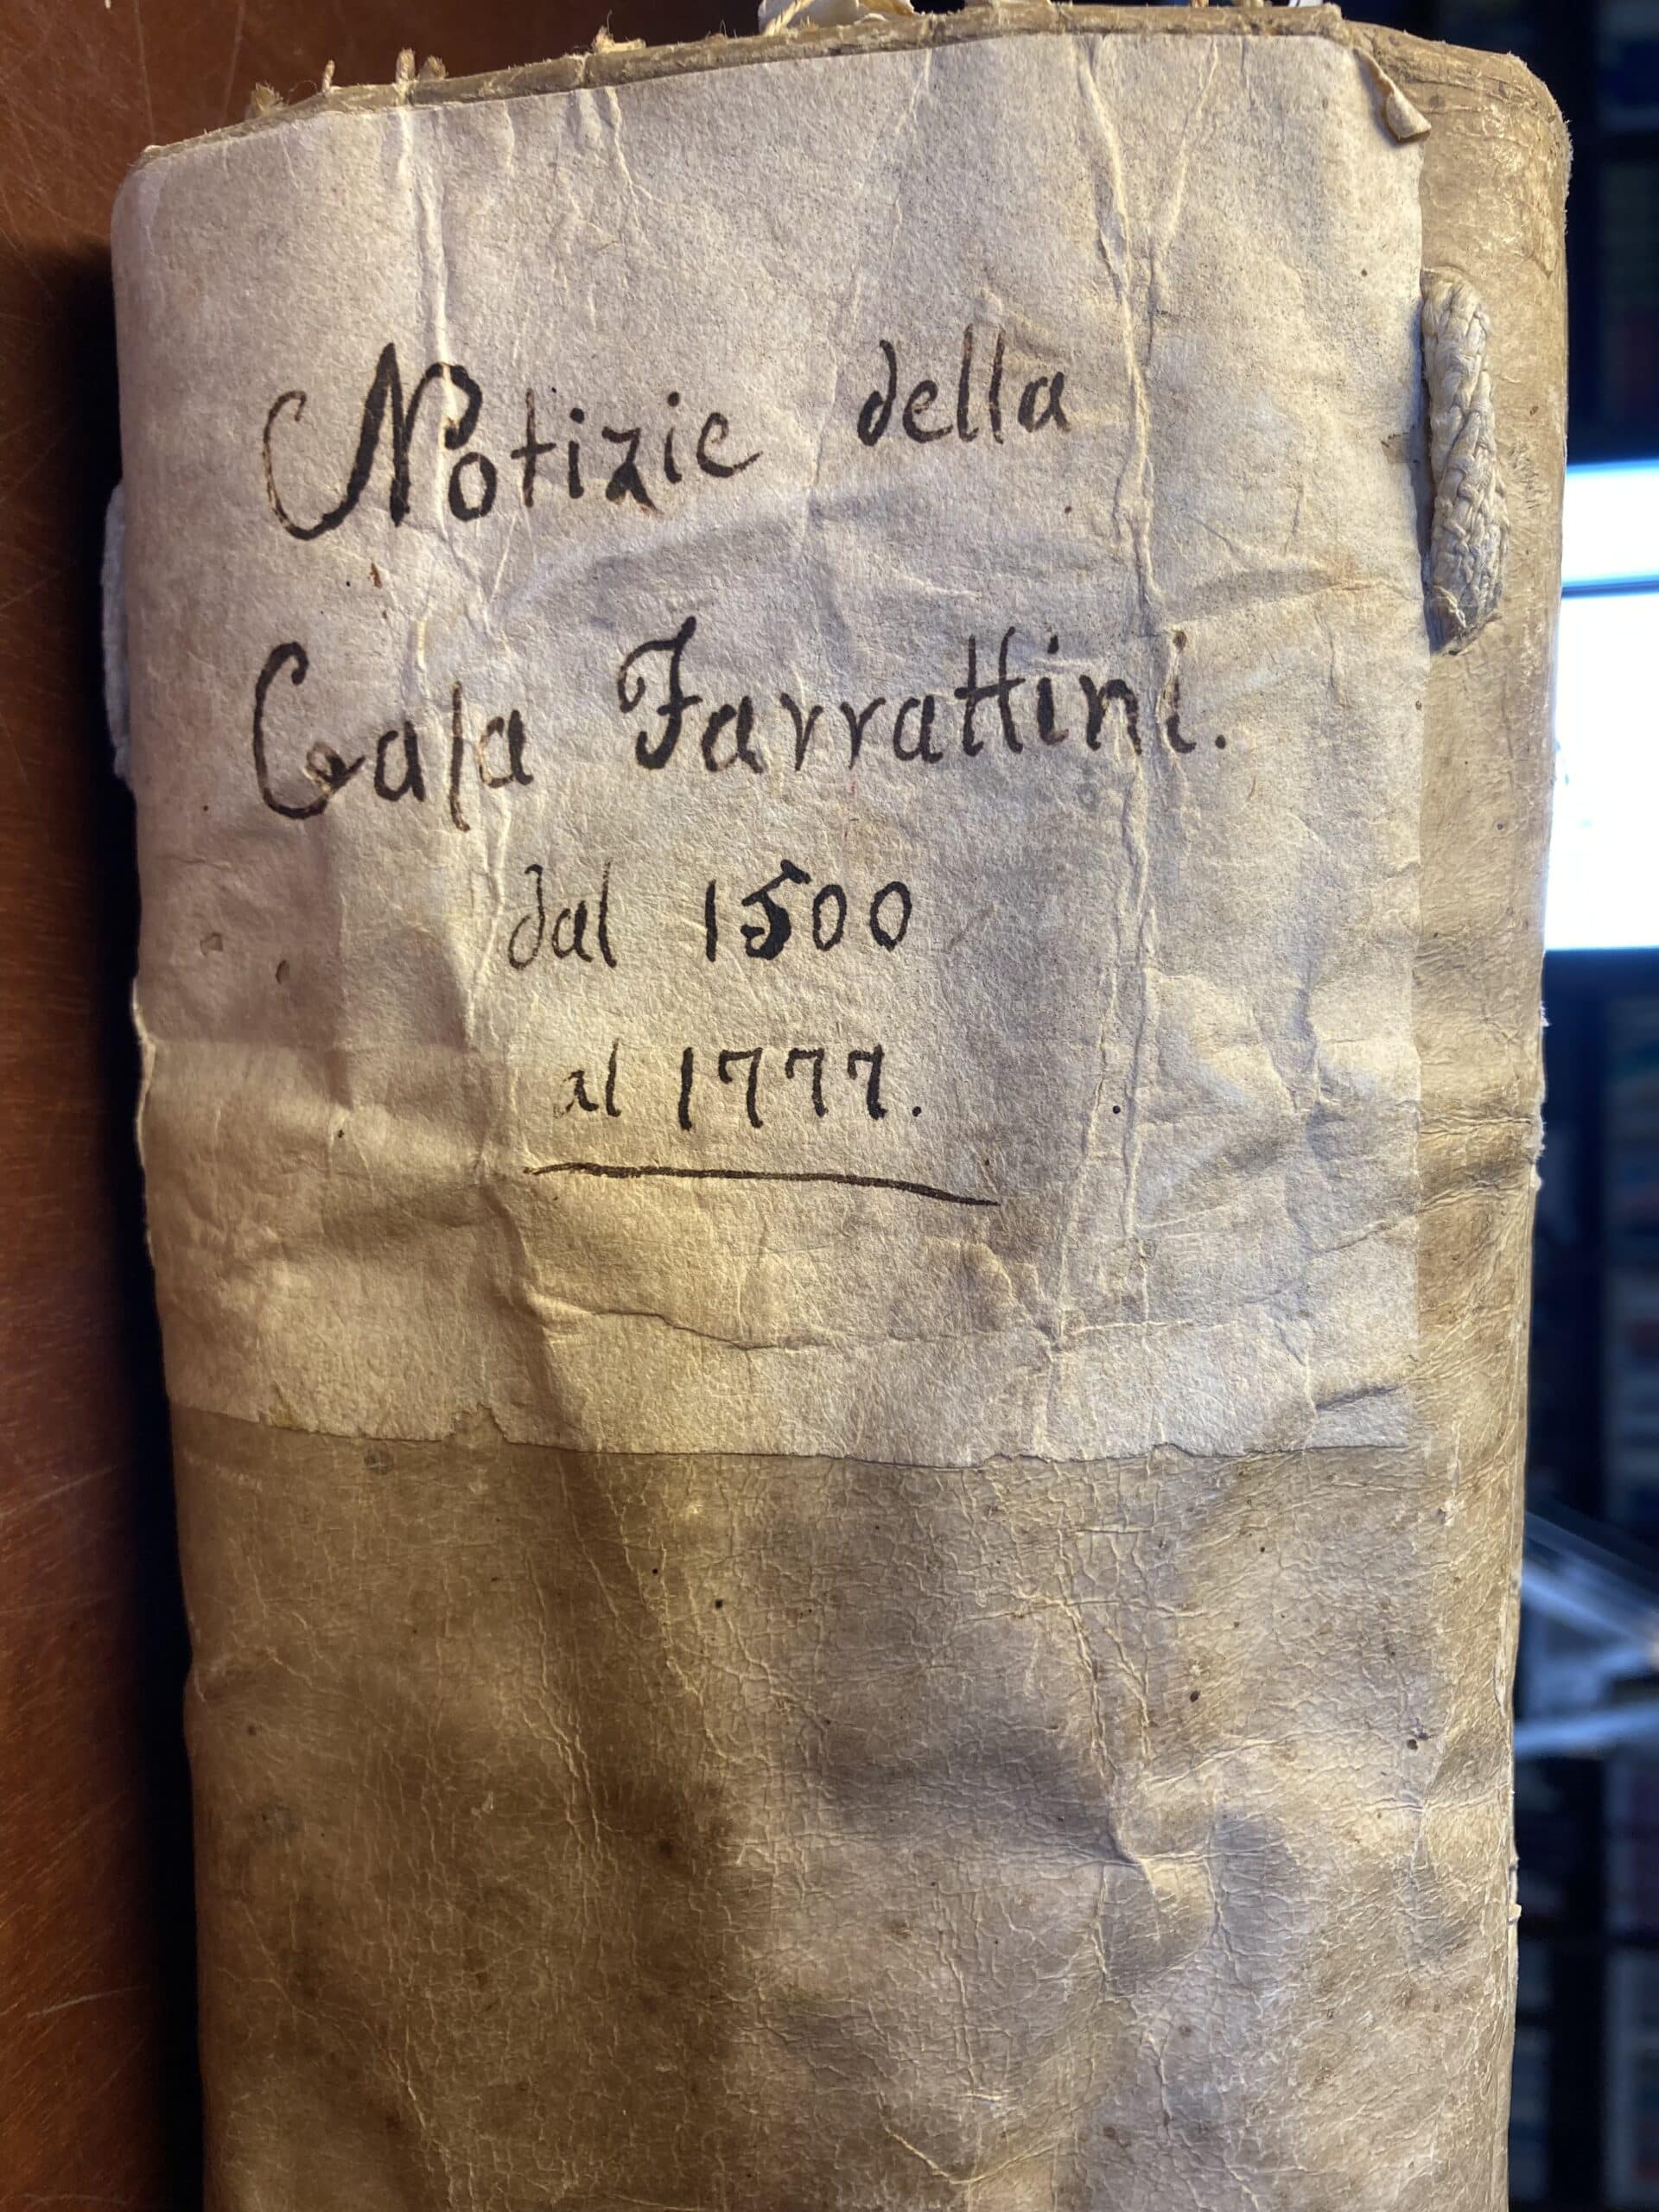 Notizie della
Caſa Farrattini.
dal 1500
al 1777.